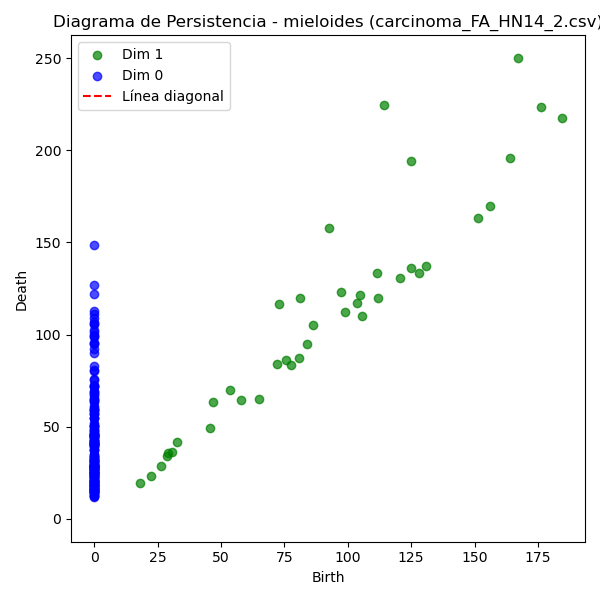 Diagrama de Persistencia - mieloides (carcinoma_FA_HN14_2.csv)
Dim 1
Dim 0
Línea diagonal
250
200
150
100
50
0
Death
0
25
50
75
100
125
150
175
Birth